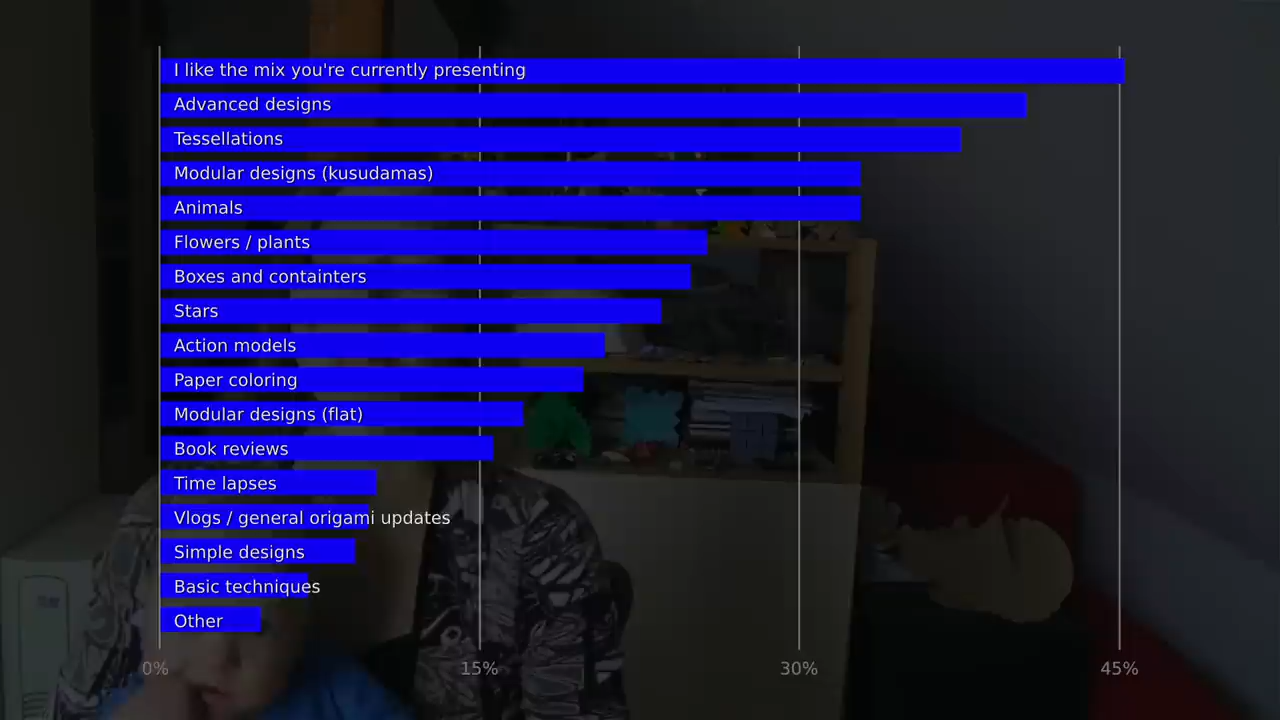 I like the mix you're currently presenting
Advanced designs
Tessellations
Modular designs (kusudamas)
Animals
Flowers / plants
Boxes and containters
Stars
Action models
Paper coloring
Modular designs (flat)
Book reviews
Time lapses
Vlogs / general origami updates
Simple designs
Basic techniques
Other
0% 15% 30% 45%